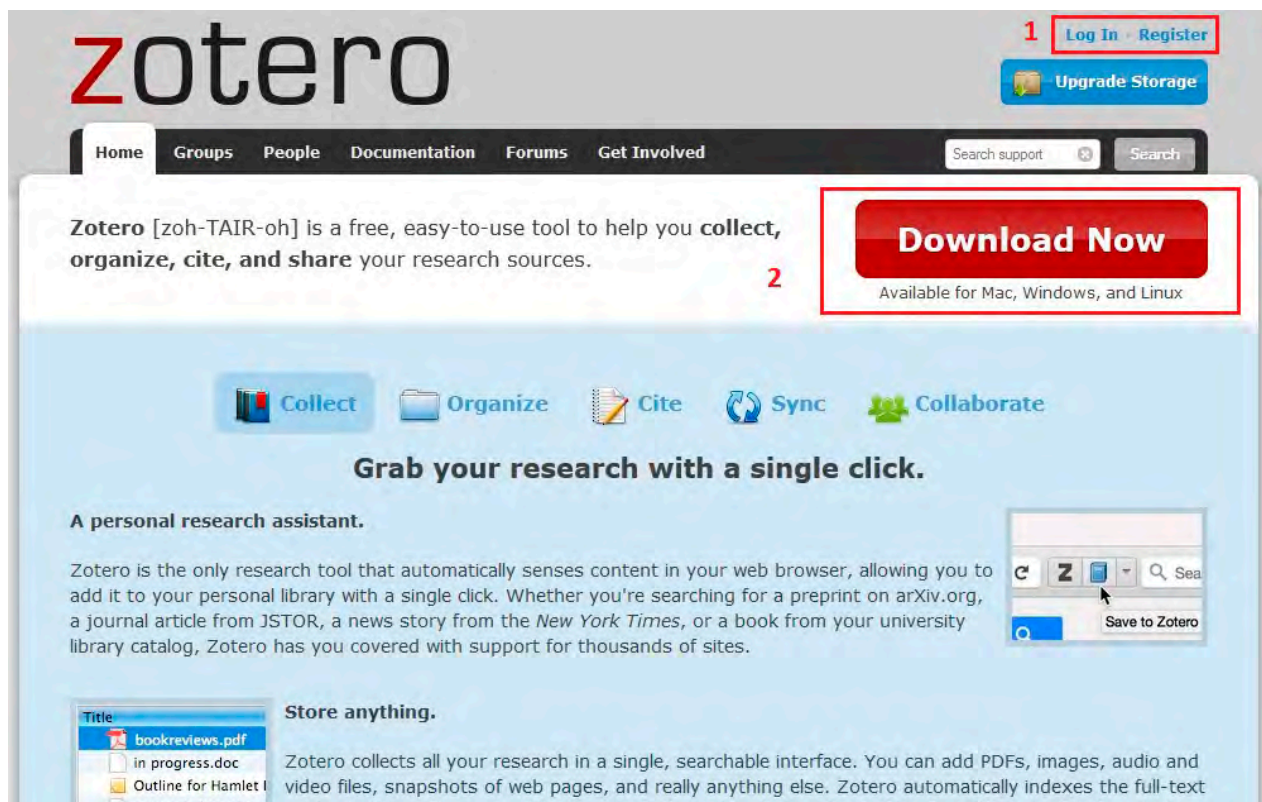 zotero
1 Log In · Register
Upgrade Storage
Home Groups People Documentation Forums Get Involved
Search support Search
Zotero [zoh-TAIR-oh] is a free, easy-to-use tool to help you collect,
organize, cite, and share your research sources.
2
Download Now
Available for Mac, Windows, and Linux
Collect Organize Cite Sync Collaborate
Grab your research with a single click.
A personal research assistant.
Zotero is the only research tool that automatically senses content in your web browser, allowing you to
add it to your personal library with a single click. Whether you're searching for a preprint on arXiv.org,
a journal article from JSTOR, a news story from the New York Times, or a book from your university
library catalog, Zotero has you covered with support for thousands of sites.
Z Sea
Save to Zotero
Title
bookreviews.pdf
in progress.doc
Outline for Hamlet
Store anything.
Zotero collects all your research in a single, searchable interface. You can add PDFs, images, audio and
video files, snapshots of web pages, and really anything else. Zotero automatically indexes the full-text